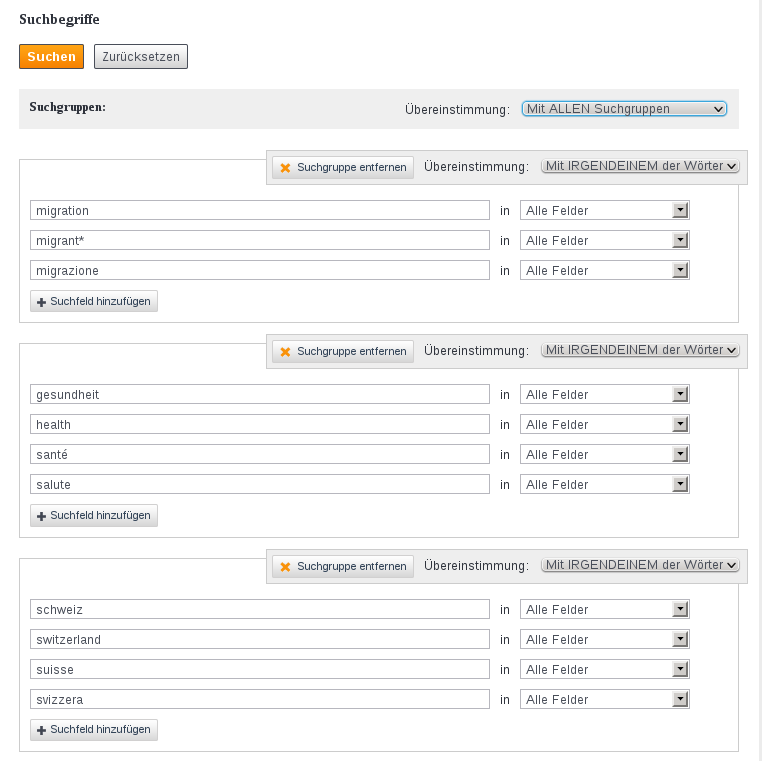 Suchbegriffe
Suchen Zurücksetzen
Suchgruppen: Übereinstimmung: Mit ALLEN Suchgruppen
Suchgruppe entfernen Übereinstimmung: Mit IRGENDEINEM der Wörter
migration in Alle Felder
migrant* in Alle Felder
migrazione in Alle Felder
Suchfeld hinzufügen
Suchgruppe entfernen Übereinstimmung: Mit IRGENDEINEM der Wörter
gesundheit in Alle Felder
health in Alle Felder
santé in Alle Felder
salute in Alle Felder
Suchfeld hinzufügen
Suchgruppe entfernen Übereinstimmung: Mit IRGENDEINEM der Wörter
schweiz in Alle Felder
switzerland in Alle Felder
suisse in Alle Felder
svizzera in Alle Felder
Suchfeld hinzufügen